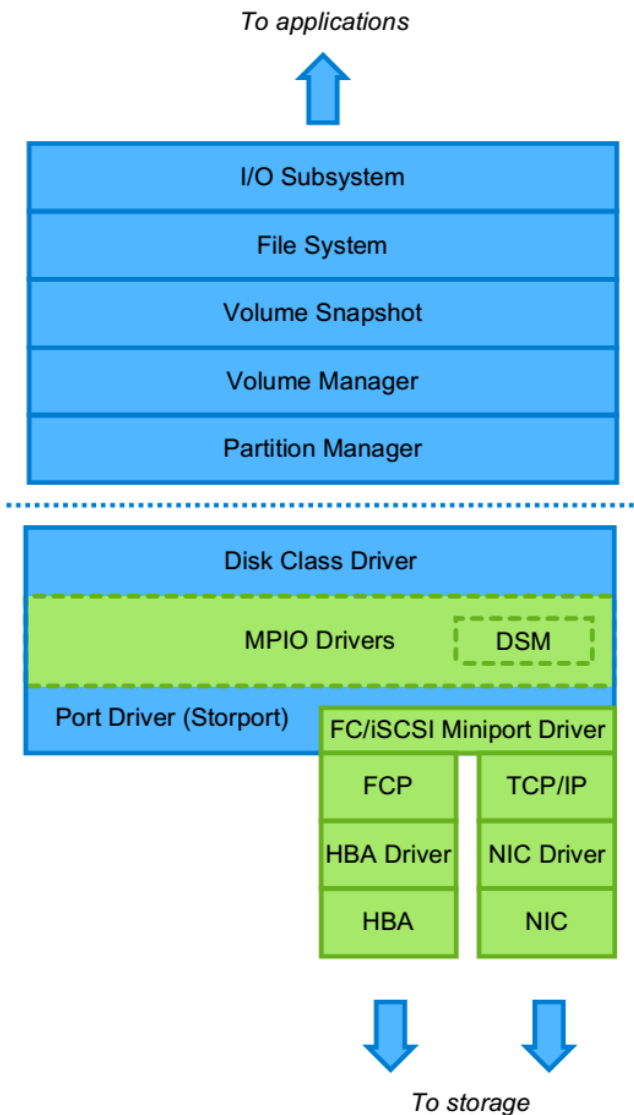 To applications
I/O Subsystem
File System
Volume Snapshot
Volume Manager
Partition Manager
Disk Class Driver
MPIO Drivers
DSM
Port Driver (Storport)
FC/iSCSI Miniport Driver
FCP
TCP/IP
HBA Driver
NIC Driver
HBA
NIC
To storage